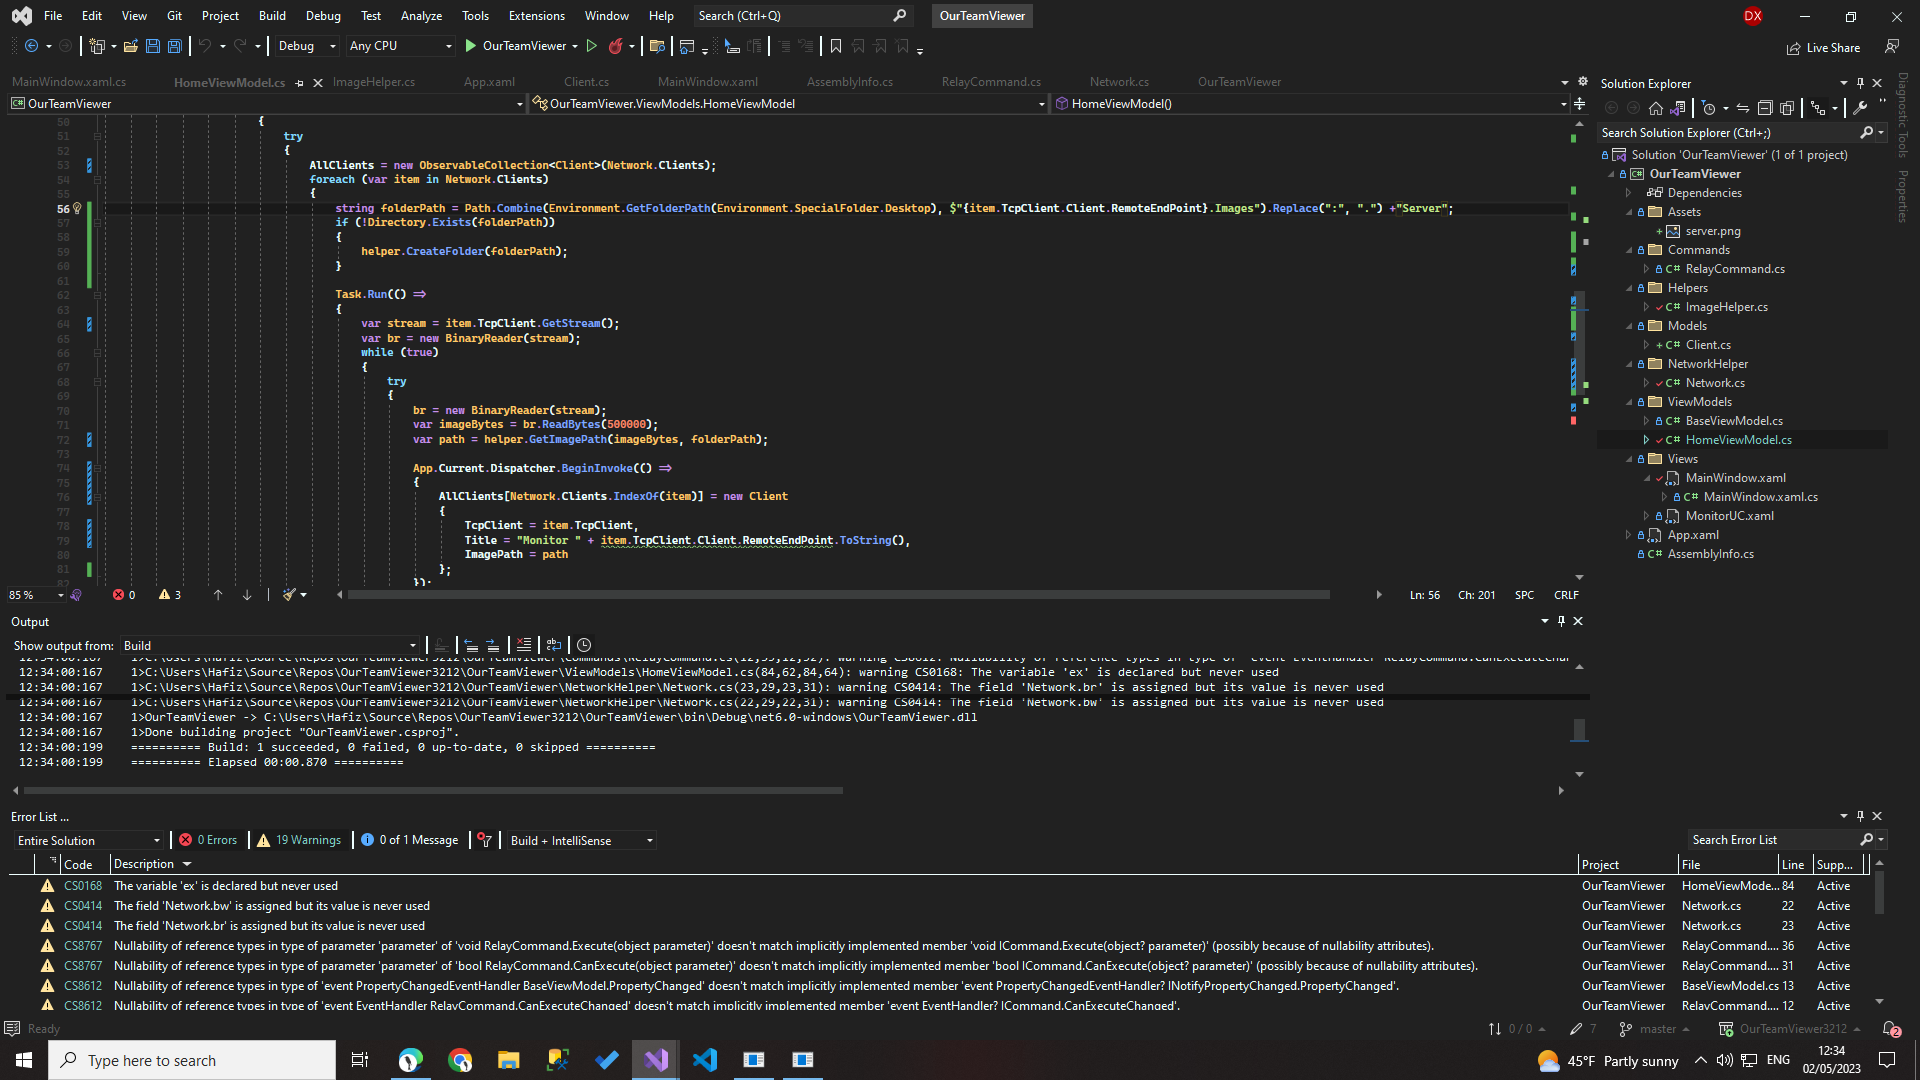 File Edit View Git Project Build Debug Test Analyze Tools Extensions Window Help Search (Ctrl+Q) OurTeamViewer DX
Debug Any CPU OurTeamViewer Live Share
MainWindow.xaml.cs HomeViewModel.cs ImageHelper.cs App.xaml Client.cs MainWindow.xaml AssemblyInfo.cs RelayCommand.cs Network.cs OurTeamViewer
OurTeamViewer OurTeamViewer.ViewModels.HomeViewModel HomeViewModel()
50 {
51 try
52 {
53 AllClients = new ObservableCollection<Client>(Network.Clients);
54 foreach (var item in Network.Clients)
55 {
56 string folderPath = Path.Combine(Environment.GetFolderPath(Environment.SpecialFolder.Desktop), $"{item.TcpClient.Client.RemoteEndPoint}.Images").Replace(":", ".") +"Server";
57 if (!Directory.Exists(folderPath))
58 {
59 helper.CreateFolder(folderPath);
60 }
61
62 Task.Run(() =>
63 {
64 var stream = item.TcpClient.GetStream();
65 var br = new BinaryReader(stream);
66 while (true)
67 {
68 try
69 {
70 br = new BinaryReader(stream);
71 var imageBytes = br.ReadBytes(500000);
72 var path = helper.GetImagePath(imageBytes, folderPath);
73
74 App.Current.Dispatcher.BeginInvoke(() =>
75 {
76 AllClients[Network.Clients.IndexOf(item)] = new Client
77 {
78 TcpClient = item.TcpClient,
79 Title = "Monitor " + item.TcpClient.Client.RemoteEndPoint.ToString(),
80 ImagePath = path
81 };
82 });
85 % 0 3 Ln: 56 Ch: 201 SPC CRLF
Output
Show output from: Build
12:34:00:167 1>C:\Users\Hafiz\Source\Repos\OurTeamViewer3212\OurTeamViewer\ViewModels\HomeViewModel.cs(84,62,84,64): warning CS0168: The variable 'ex' is declared but never used
12:34:00:167 1>C:\Users\Hafiz\Source\Repos\OurTeamViewer3212\OurTeamViewer\NetworkHelper\Network.cs(23,29,23,31): warning CS0414: The field 'Network.br' is assigned but its value is never used
12:34:00:167 1>C:\Users\Hafiz\Source\Repos\OurTeamViewer3212\OurTeamViewer\NetworkHelper\Network.cs(22,29,22,31): warning CS0414: The field 'Network.bw' is assigned but its value is never used
12:34:00:167 1>OurTeamViewer -> C:\Users\Hafiz\Source\Repos\OurTeamViewer3212\OurTeamViewer\bin\Debug\net6.0-windows\OurTeamViewer.dll
12:34:00:167 1>Done building project "OurTeamViewer.csproj".
12:34:00:199 ========== Build: 1 succeeded, 0 failed, 0 up-to-date, 0 skipped ==========
12:34:00:199 ========== Elapsed 00:00.870 ==========
Solution Explorer
Search Solution Explorer (Ctrl+;)
Solution 'OurTeamViewer' (1 of 1 project)
OurTeamViewer
Dependencies
Assets
server.png
Commands
RelayCommand.cs
Helpers
ImageHelper.cs
Models
Client.cs
NetworkHelper
Network.cs
ViewModels
BaseViewModel.cs
HomeViewModel.cs
Views
MainWindow.xaml
MainWindow.xaml.cs
MonitorUC.xaml
App.xaml
AssemblyInfo.cs
Diagnostic Tools
Properties
Error List ...
Entire Solution 0 Errors 19 Warnings 0 of 1 Message Build + IntelliSense Search Error List
Code Description Project File Line Supp...
CS0168 The variable 'ex' is declared but never used OurTeamViewer HomeViewMode... 84 Active
CS0414 The field 'Network.bw' is assigned but its value is never used OurTeamViewer Network.cs 22 Active
CS0414 The field 'Network.br' is assigned but its value is never used OurTeamViewer Network.cs 23 Active
CS8767 Nullability of reference types in type of parameter 'parameter' of 'void RelayCommand.Execute(object parameter)' doesn't match implicitly implemented member 'void ICommand.Execute(object? parameter)' (possibly because of nullability attributes). OurTeamViewer RelayCommand.... 36 Active
CS8767 Nullability of reference types in type of parameter 'parameter' of 'bool RelayCommand.CanExecute(object parameter)' doesn't match implicitly implemented member 'bool ICommand.CanExecute(object? parameter)' (possibly because of nullability attributes). OurTeamViewer RelayCommand.... 31 Active
CS8612 Nullability of reference types in type of 'event PropertyChangedEventHandler BaseViewModel.PropertyChanged' doesn't match implicitly implemented member 'event PropertyChangedEventHandler? INotifyPropertyChanged.PropertyChanged'. OurTeamViewer BaseViewModel.cs 13 Active
CS8612 Nullability of reference types in type of 'event EventHandler RelayCommand.CanExecuteChanged' doesn't match implicitly implemented member 'event EventHandler? ICommand.CanExecuteChanged'. OurTeamViewer RelayCommand.... 12 Active
Ready 0 / 0 7 master OurTeamViewer3212 2
Type here to search 45°F Partly sunny ENG 12:34
02/05/2023